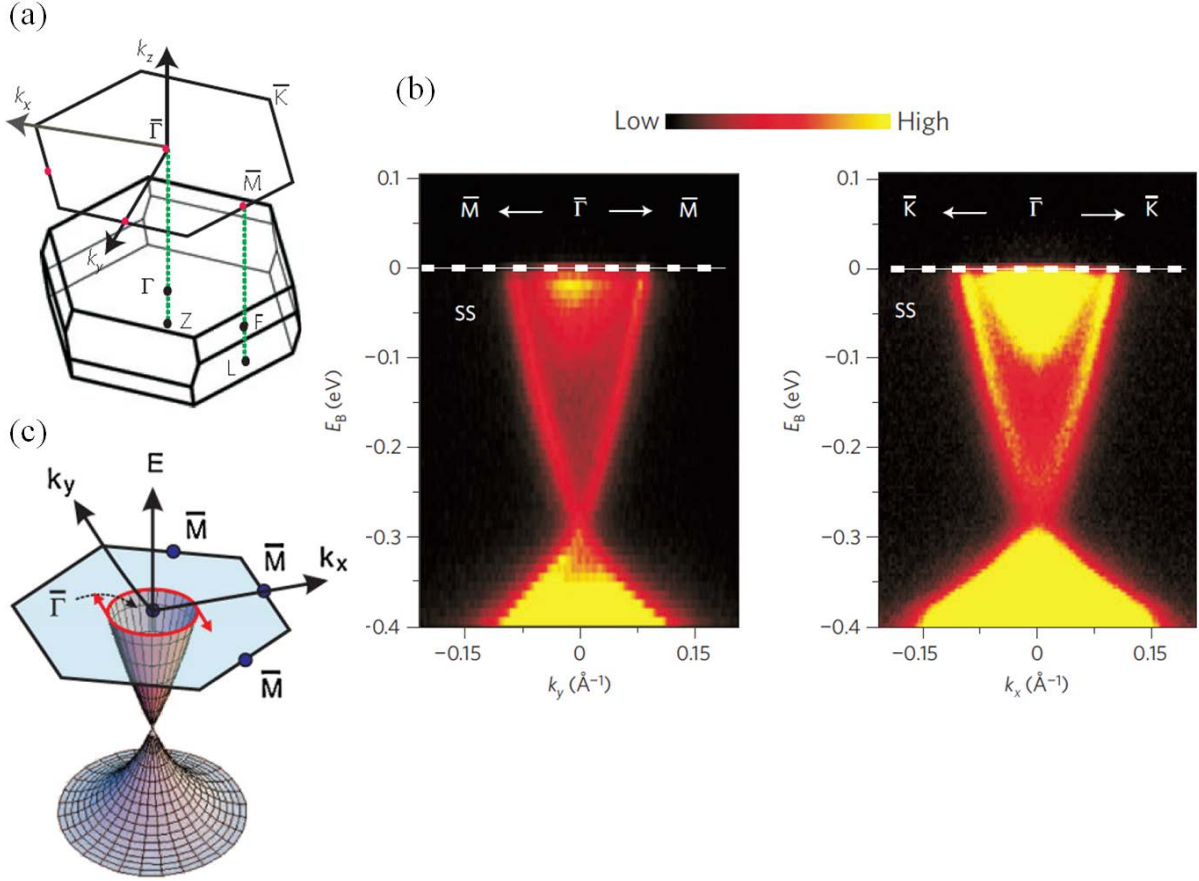 (a)
k_z
k_x
K̅
Γ̅
M̅
k_y
Γ
Z
F
L
(b)
Low High
0.1
M̅ ← Γ̅ → M̅
0
SS
−0.1
E_B (eV)
−0.2
−0.3
−0.4
−0.15 0 0.15
k_y (Å⁻¹)
0.1
K̅ ← Γ̅ → K̅
0
SS
−0.1
E_B (eV)
−0.2
−0.3
−0.4
−0.15 0 0.15
k_x (Å⁻¹)
(c)
E
k_y
M̅
M̅
k_x
Γ̅
M̅